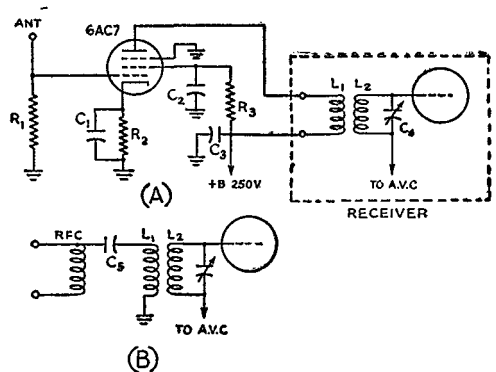 ANT
6AC7
R1
C1
R2
C2
R3
C3
+B 250V.
L1 L2
C4
TO A.V.C
RECEIVER
(A)
RFC
C5
L1 L2
TO A.V.C
(B)